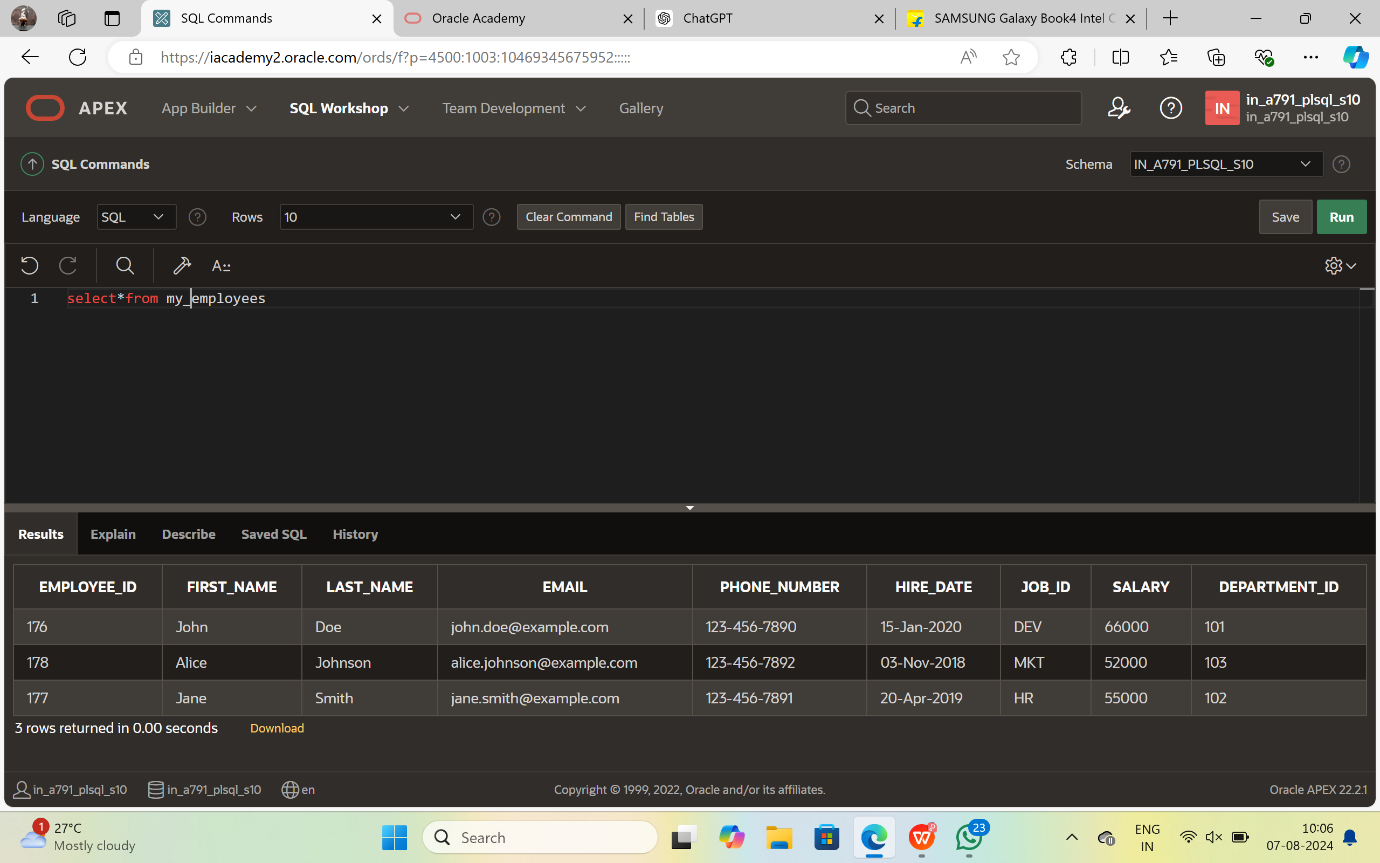 SQL Commands
Oracle Academy
ChatGPT
SAMSUNG Galaxy Book4 Intel
https://iacademy2.oracle.com/ords/f?p=4500:1003:10469345675952:::::
APEX App Builder SQL Workshop Team Development Gallery Search IN in_a791_plsql_s10
in_a791_plsql_s10
SQL Commands Schema IN_A791_PLSQL_S10
Language SQL Rows 10 Clear Command Find Tables Save Run
1 select*from my_employees
Results Explain Describe Saved SQL History
EMPLOYEE_ID FIRST_NAME LAST_NAME EMAIL PHONE_NUMBER HIRE_DATE JOB_ID SALARY DEPARTMENT_ID
176 John Doe john.doe@example.com 123-456-7890 15-Jan-2020 DEV 66000 101
178 Alice Johnson alice.johnson@example.com 123-456-7892 03-Nov-2018 MKT 52000 103
177 Jane Smith jane.smith@example.com 123-456-7891 20-Apr-2019 HR 55000 102
3 rows returned in 0.00 seconds Download
in_a791_plsql_s10 in_a791_plsql_s10 en Copyright © 1999, 2022, Oracle and/or its affiliates. Oracle APEX 22.2.1
1 27°C
Mostly cloudy
Search
23
ENG
IN
10:06
07-08-2024